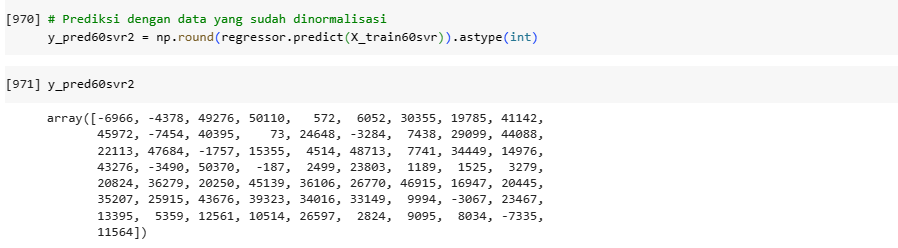 [970] # Prediksi dengan data yang sudah dinormalisasi
y_pred60svr2 = np.round(regressor.predict(X_train60svr)).astype(int)
[971] y_pred60svr2
array([-6966, -4378, 49276, 50110, 572, 6052, 30355, 19785, 41142,
45972, -7454, 40395, 73, 24648, -3284, 7438, 29099, 44088,
22113, 47684, -1757, 15355, 4514, 48713, 7741, 34449, 14976,
43276, -3490, 50370, -187, 2499, 23803, 1189, 1525, 3279,
20824, 36279, 20250, 45139, 36106, 26770, 46915, 16947, 20445,
35207, 25915, 43676, 39323, 34016, 33149, 9994, -3067, 23467,
13395, 5359, 12561, 10514, 26597, 2824, 9095, 8034, -7335,
11564])